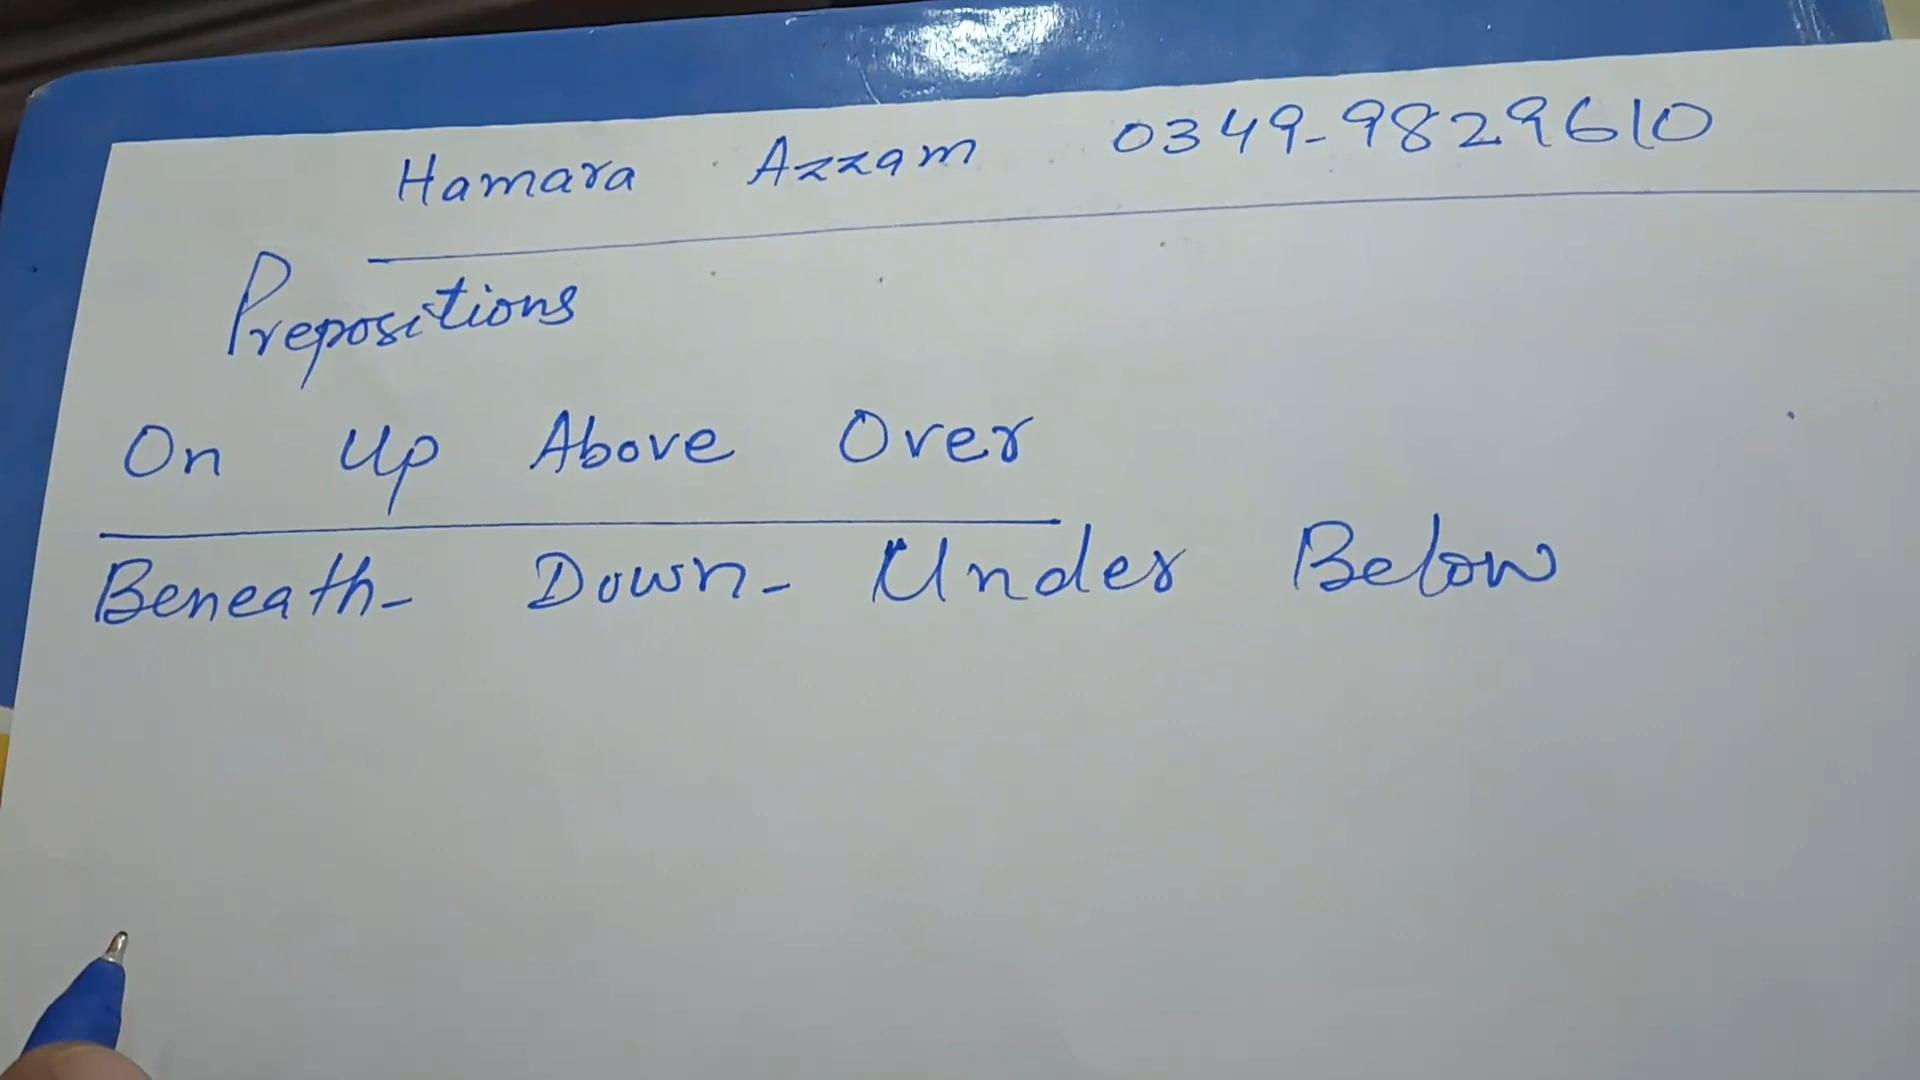 Hamara Azzam 0349-9829610
Prepositions
On Up Above Over
Beneath- Down- Under Below